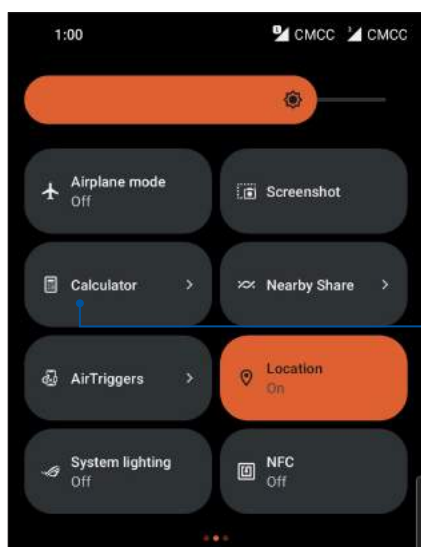 1:00 CMCC CMCC
Airplane mode
Off
Screenshot
Calculator
Nearby Share
AirTriggers
Location
On
System lighting
Off
NFC
Off